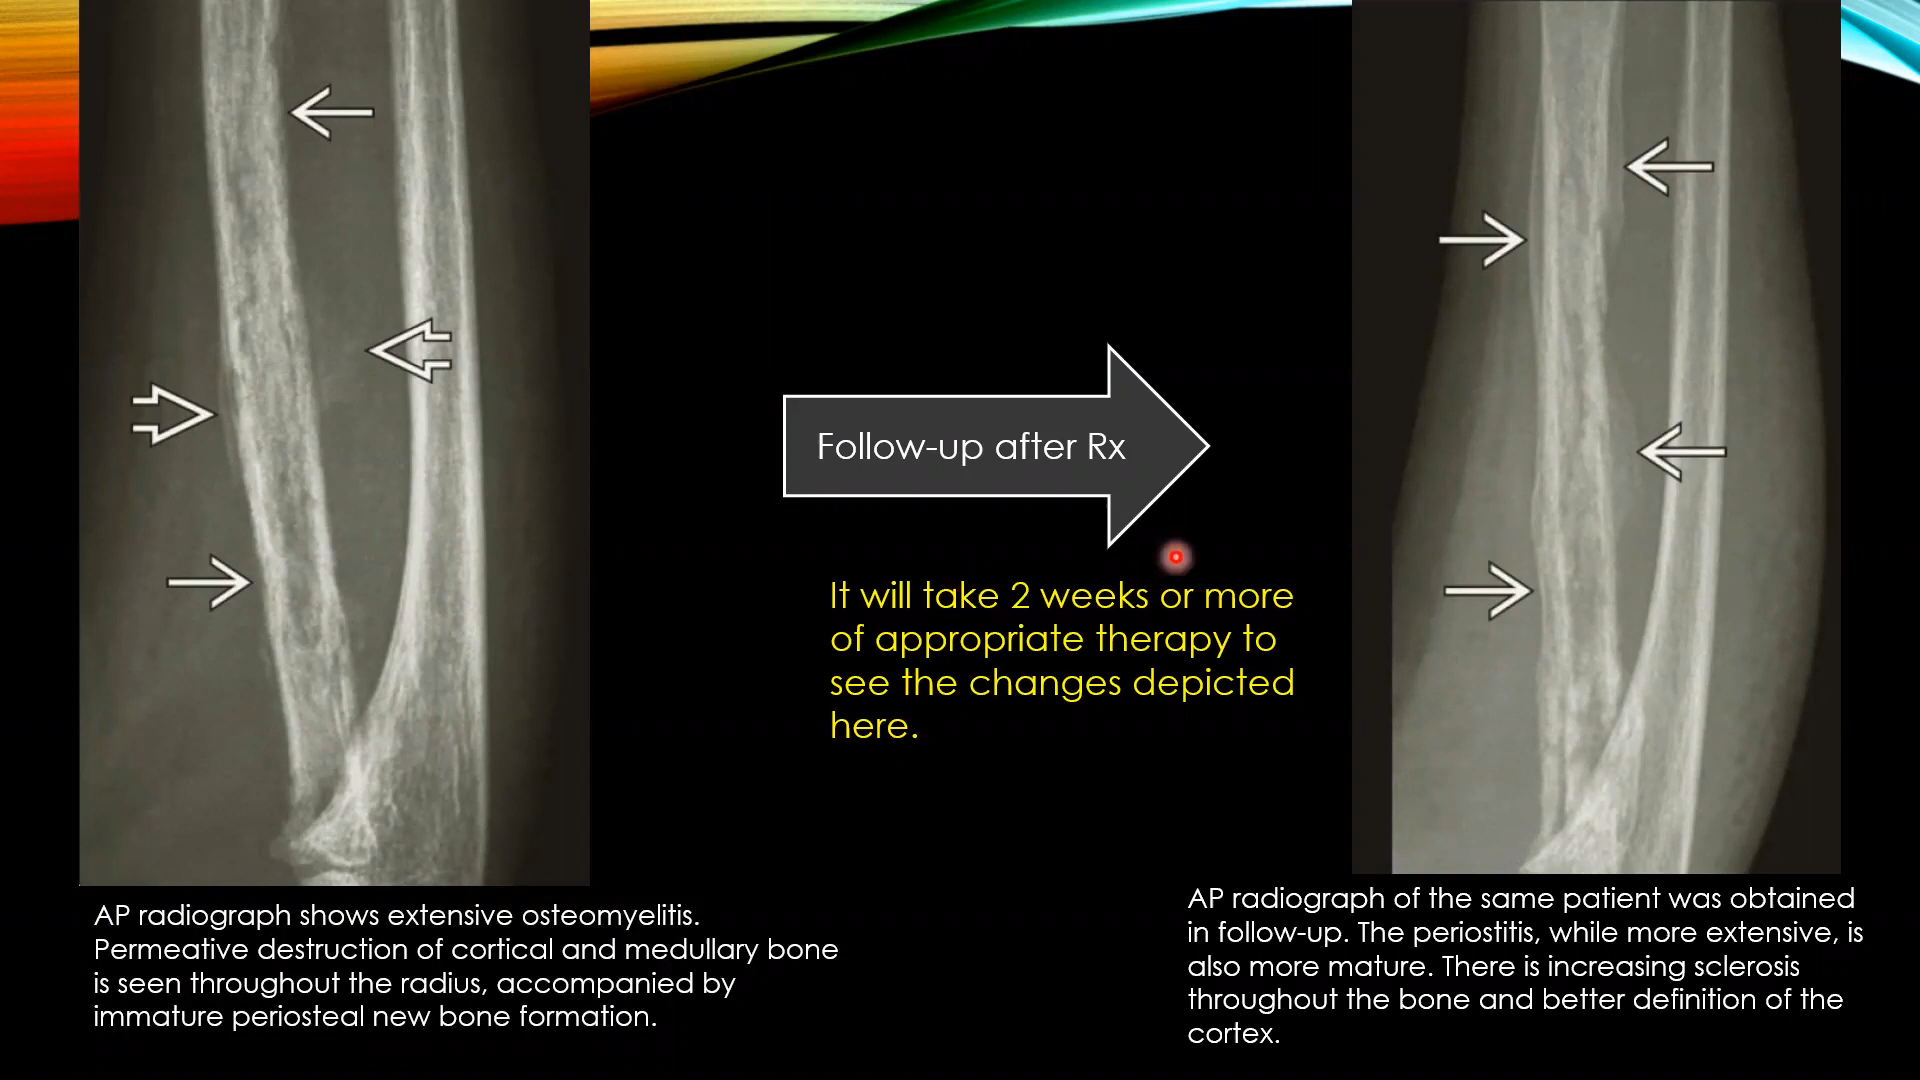 Follow-up after Rx
It will take 2 weeks or more
of appropriate therapy to
see the changes depicted
here.
AP radiograph shows extensive osteomyelitis.
Permeative destruction of cortical and medullary bone
is seen throughout the radius, accompanied by
immature periosteal new bone formation.
AP radiograph of the same patient was obtained
in follow-up. The periostitis, while more extensive, is
also more mature. There is increasing sclerosis
throughout the bone and better definition of the
cortex.